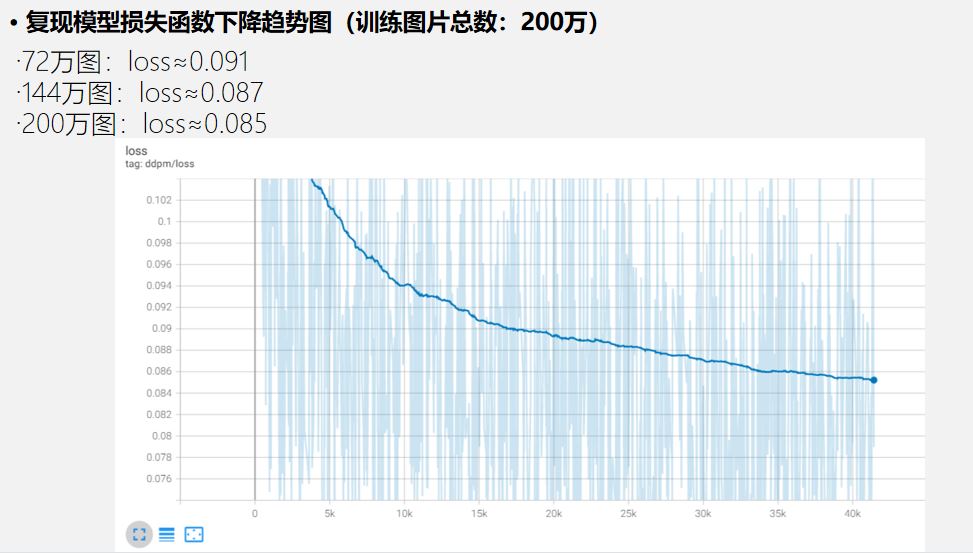 • 复现模型损失函数下降趋势图（训练图片总数：200万）
·72万图：loss≈0.091
·144万图：loss≈0.087
·200万图：loss≈0.085
loss
tag: ddpm/loss
0.102
0.1
0.098
0.096
0.094
0.092
0.09
0.088
0.086
0.084
0.082
0.08
0.078
0.076
0 5k 10k 15k 20k 25k 30k 35k 40k